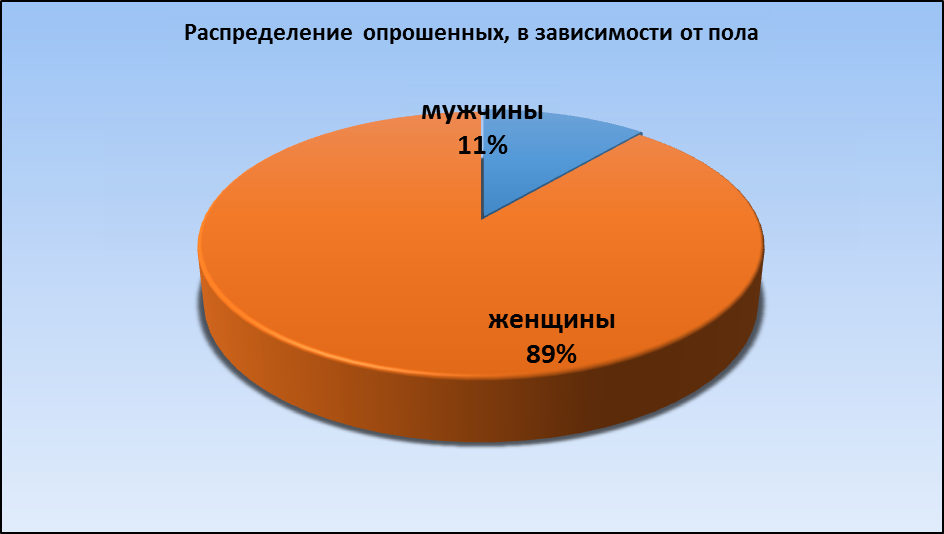 Распределение опрошенных, в зависимости от пола
мужчины
11%
женщины
89%